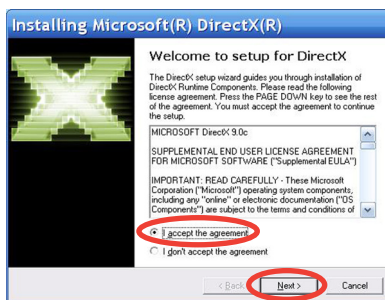 Installing Microsoft(R) DirectX(R)
Welcome to setup for DirectX
The DirectX setup wizard guides you through installation of
DirectX Runtime Components. Please read the following
license agreement. Press the PAGE DOWN key to see the rest
of the agreement. You must accept the agreement to continue
the setup.
MICROSOFT DirectX 9.0c
SUPPLEMENTAL END USER LICENSE AGREEMENT
FOR MICROSOFT SOFTWARE ("Supplemental EULA")
IMPORTANT: READ CAREFULLY - These Microsoft
Corporation ("Microsoft") operating system components,
including any "online" or electronic documentation ("OS
Components") are subject to the terms and conditions of
I accept the agreement
I don't accept the agreement
< Back
Next >
Cancel